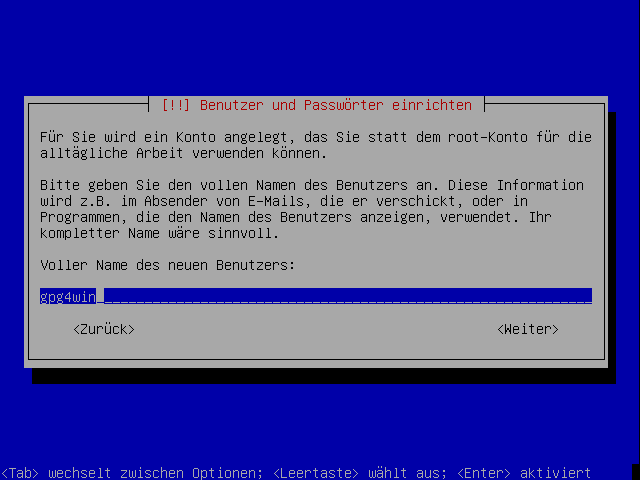 [!!] Benutzer und Passwörter einrichten
Für Sie wird ein Konto angelegt, das Sie statt dem root-Konto für die
alltägliche Arbeit verwenden können.
Bitte geben Sie den vollen Namen des Benutzers an. Diese Information
wird z.B. im Absender von E-Mails, die er verschickt, oder in
Programmen, die den Namen des Benutzers anzeigen, verwendet. Ihr
kompletter Name wäre sinnvoll.
Voller Name des neuen Benutzers:
gpg4win
<Zurück> <Weiter>
<Tab> wechselt zwischen Optionen; <Leertaste> wählt aus; <Enter> aktiviert